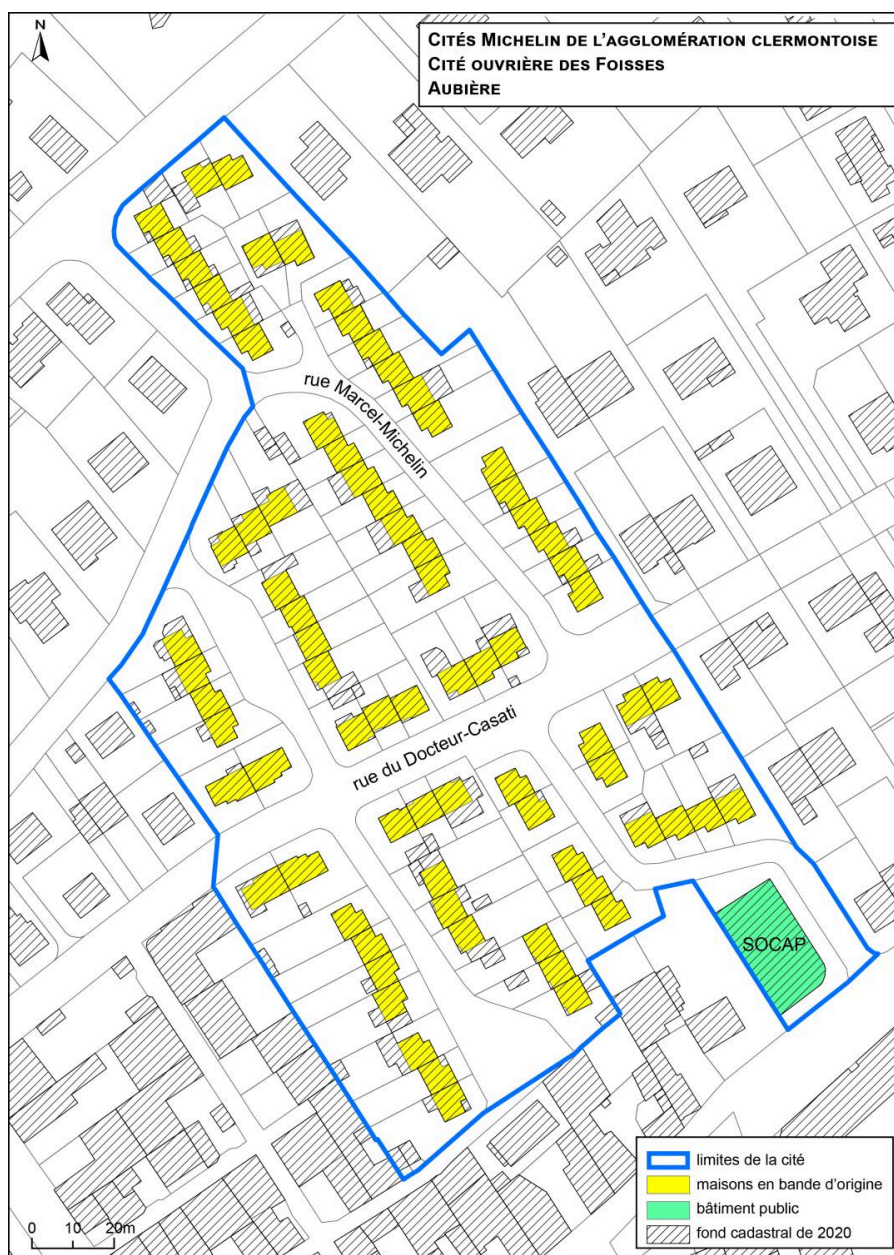 N
CITÉS MICHELIN DE L'AGGLOMÉRATION CLERMONTOISE
CITÉ OUVRIÈRE DES FOISSES
AUBIÈRE
rue Marcel-Michelin
rue du Docteur-Casati
SOCAP
limites de la cité
maisons en bande d'origine
bâtiment public
fond cadastral de 2020
0 10 20m